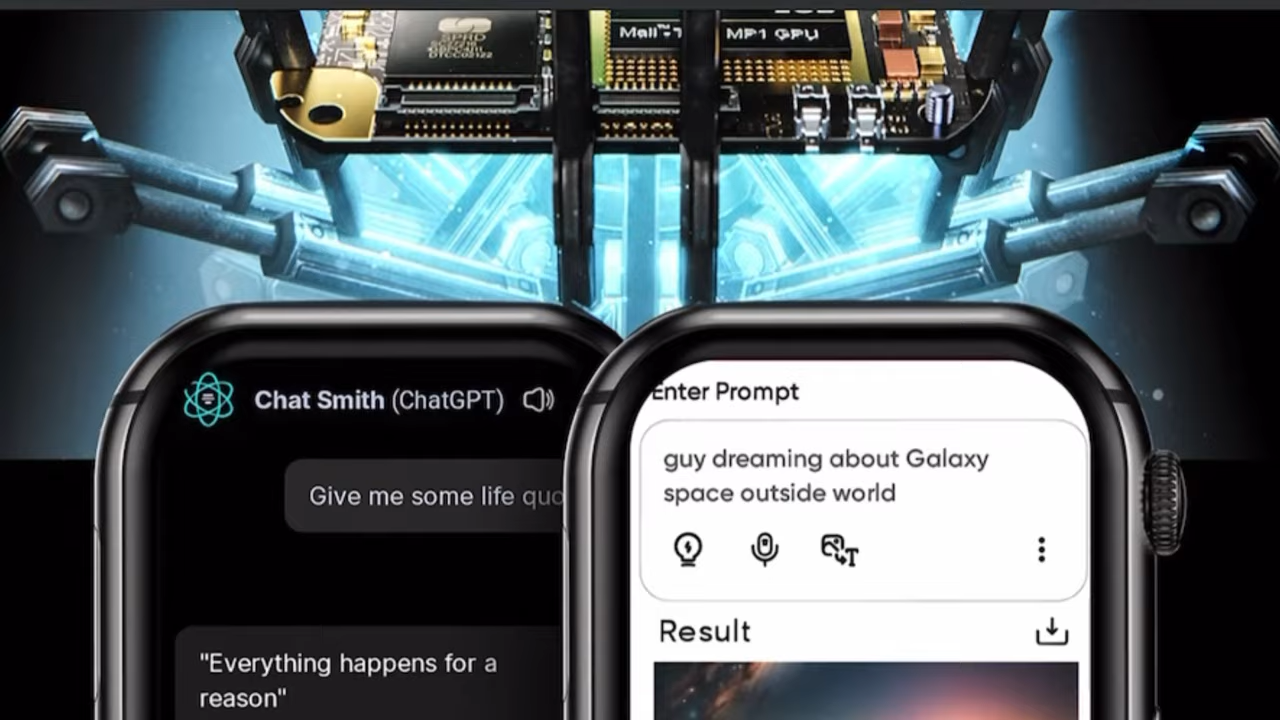 SPRD
MP1 GPU
Chat Smith (ChatGPT)
Give me some life quo
"Everything happens for a
reason"
Enter Prompt
guy dreaming about Galaxy
space outside world
Result